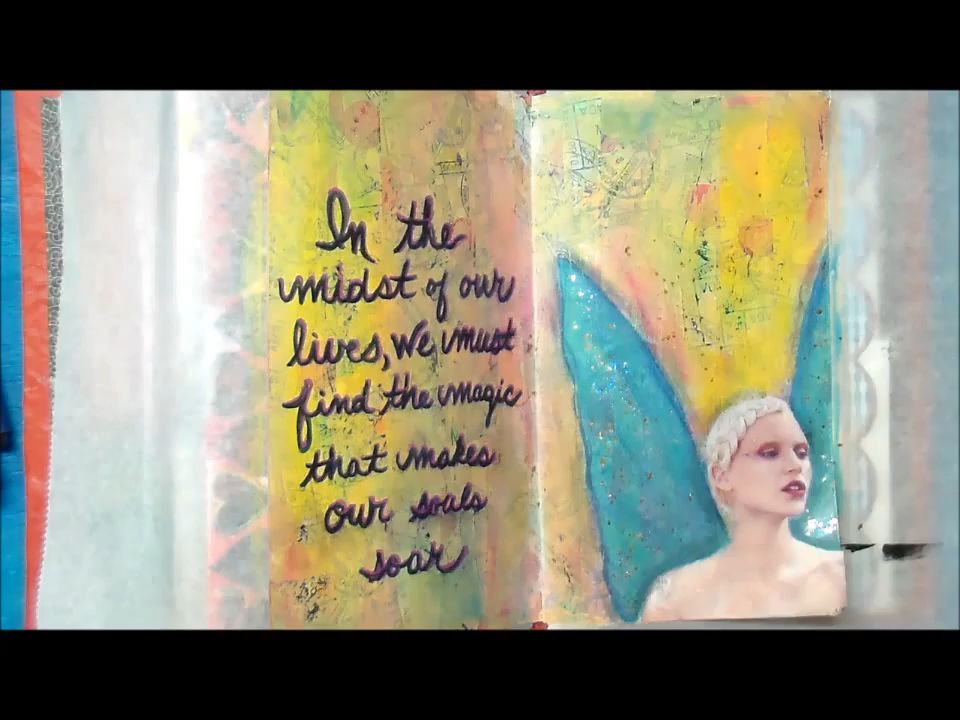 In the
midst of our
lives, we must
find the magic
that makes
our souls
soar